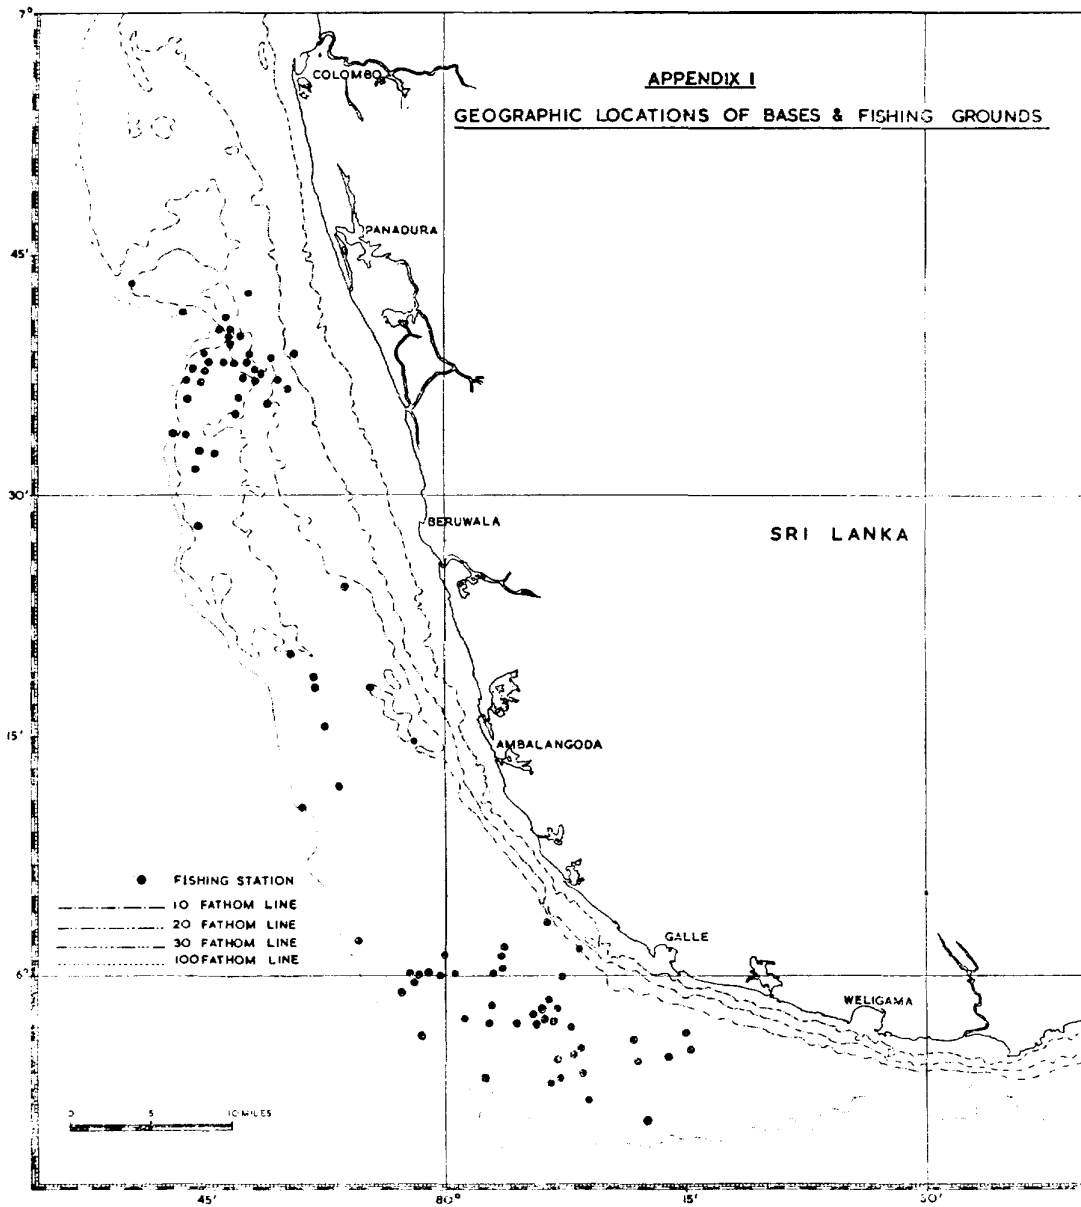 7°
APPENDIX I
COLOMBO
GEOGRAPHIC LOCATIONS OF BASES & FISHING GROUNDS
PANADURA
45'
30'
BERUWALA
SRI LANKA
15'
AMBALANGODA
FISHING STATION
10 FATHOM LINE
20 FATHOM LINE
30 FATHOM LINE
100 FATHOM LINE
GALLE
6°
WELIGAMA
0 5 10 MILES
45' 80° 15' 30'